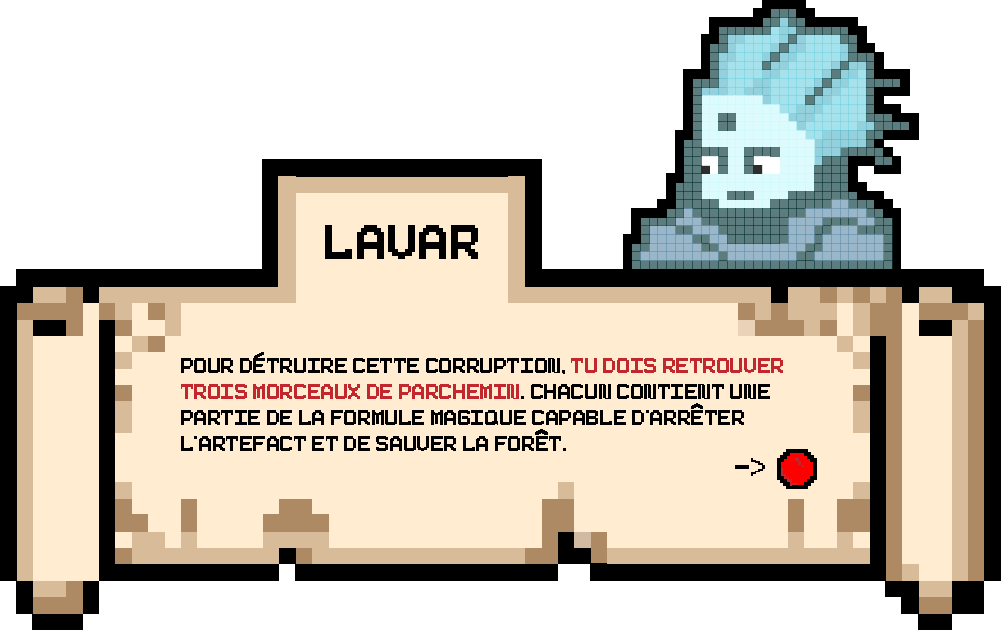 LAVAR
POUR DÉTRUIRE CETTE CORRUPTION, TU DOIS RETROUVER
TROIS MORCEAUX DE PARCHEMIN. CHACUN CONTIENT UNE
PARTIE DE LA FORMULE MAGIQUE CAPABLE D'ARRÊTER
L'ARTEFACT ET DE SAUVER LA FORÊT.
->